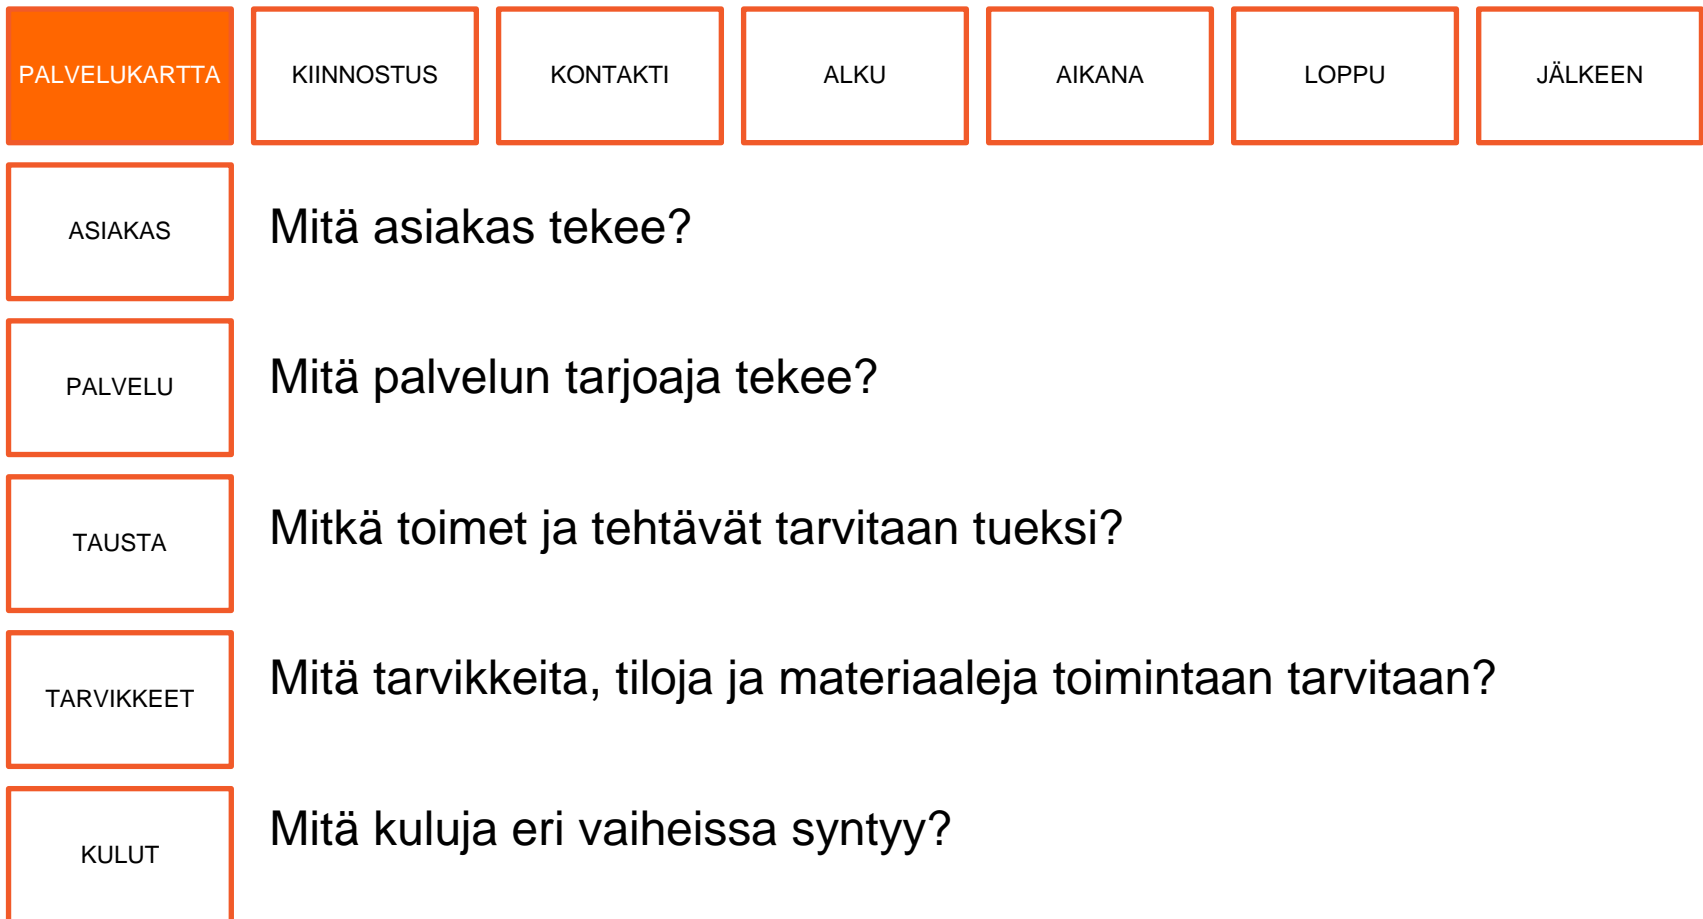 PALVELUKARTTA
KIINNOSTUS
KONTAKTI
ALKU
AIKANA
LOPPU
JÄLKEEN
ASIAKAS
Mitä asiakas tekee?
PALVELU
Mitä palvelun tarjoaja tekee?
TAUSTA
Mitkä toimet ja tehtävät tarvitaan tueksi?
TARVIKKEET
Mitä tarvikkeita, tiloja ja materiaaleja toimintaan tarvitaan?
KULUT
Mitä kuluja eri vaiheissa syntyy?